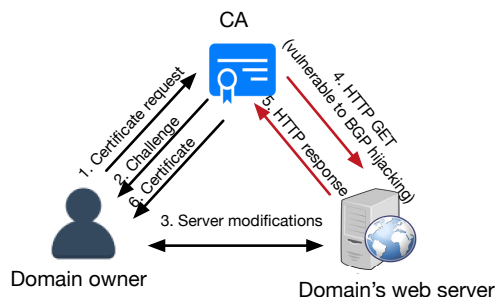 CA
1. Certificate request
2. Challenge
6. Certificate
4. HTTP GET
(vulnerable to BGP hijacking)
5. HTTP response
3. Server modifications
Domain owner
Domain's web server